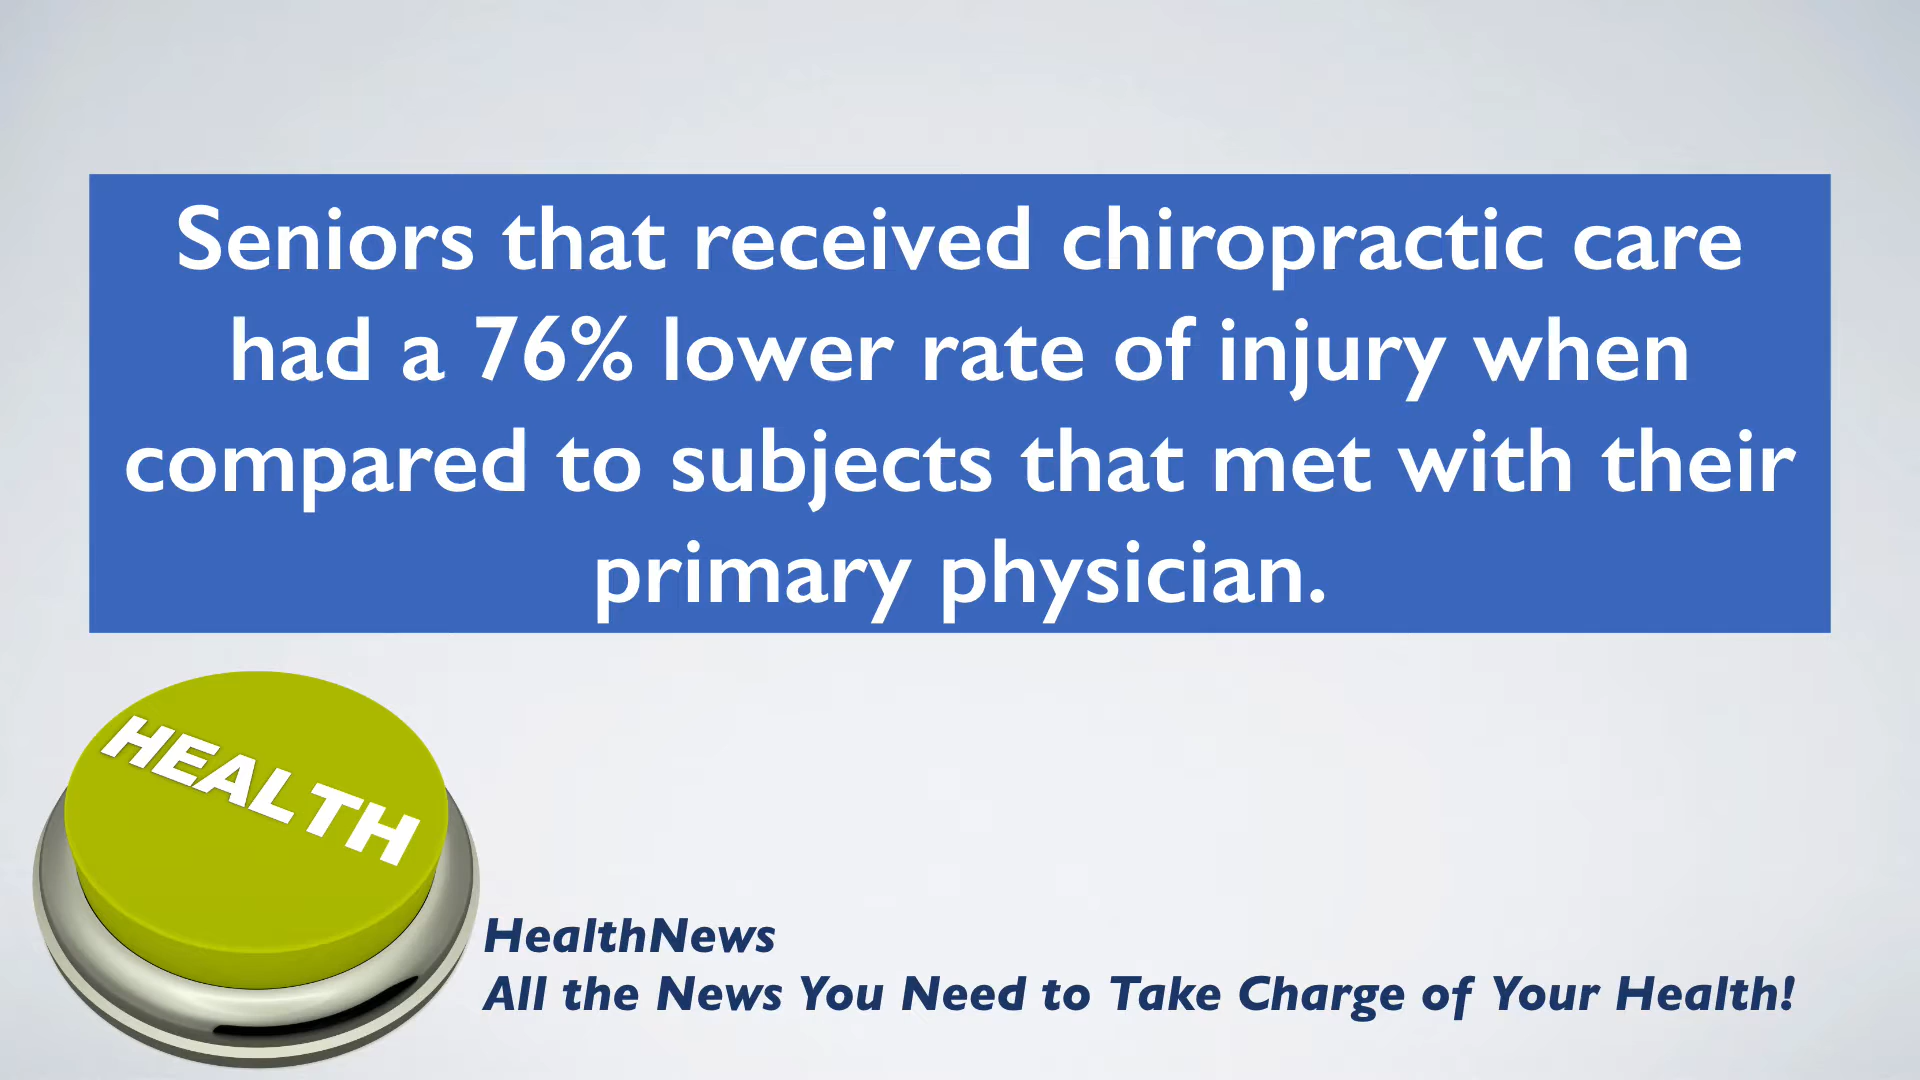 Seniors that received chiropractic care
had a 76% lower rate of injury when
compared to subjects that met with their
primary physician.
HEALTH
HealthNews
All the News You Need to Take Charge of Your Health!